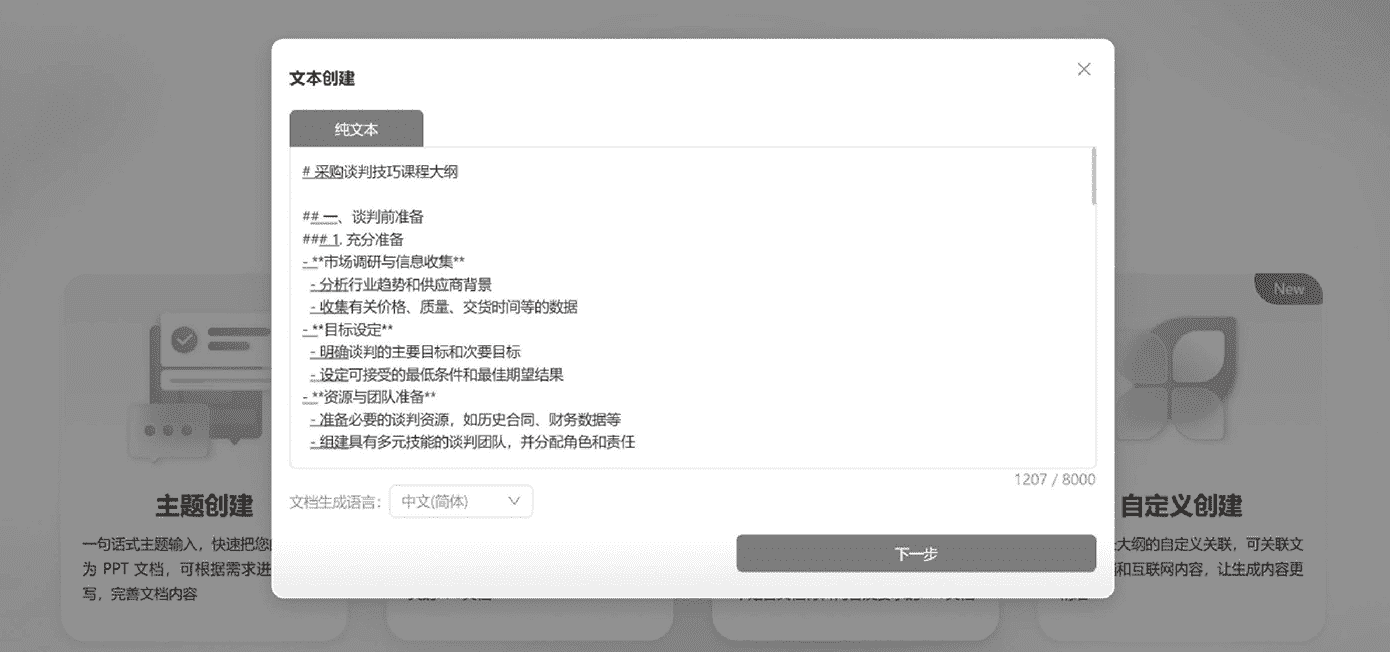 文本创建
纯文本
# 采购谈判技巧课程大纲
## 一、谈判前准备
### 1. 充分准备
- **市场调研与信息收集**
- 分析行业趋势和供应商背景
- 收集有关价格、质量、交货时间等的数据
- **目标设定**
- 明确谈判的主要目标和次要目标
- 设定可接受的最低条件和最佳期望结果
- **资源与团队准备**
- 准备必要的谈判资源，如历史合同、财务数据等
- 组建具有多元技能的谈判团队，并分配角色和责任
1207 / 8000
文档生成语言：
中文(简体)
下一步
主题创建
一句话式主题输入，快速把您
为 PPT 文档，可根据需求进
写，完善文档内容
New
自定义创建
大纲的自定义关联，可关联文
和互联网内容，让生成内容更